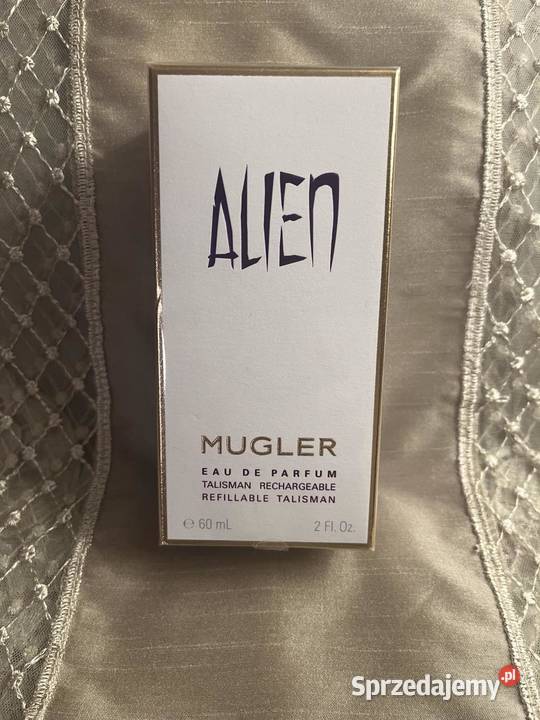 ALIEN
MUGLER
EAU DE PARFUM
TALISMAN RECHARGEABLE
REFILLABLE TALISMAN
℮ 60 mL 2 Fl. Oz.
Sprzedajemy.pl